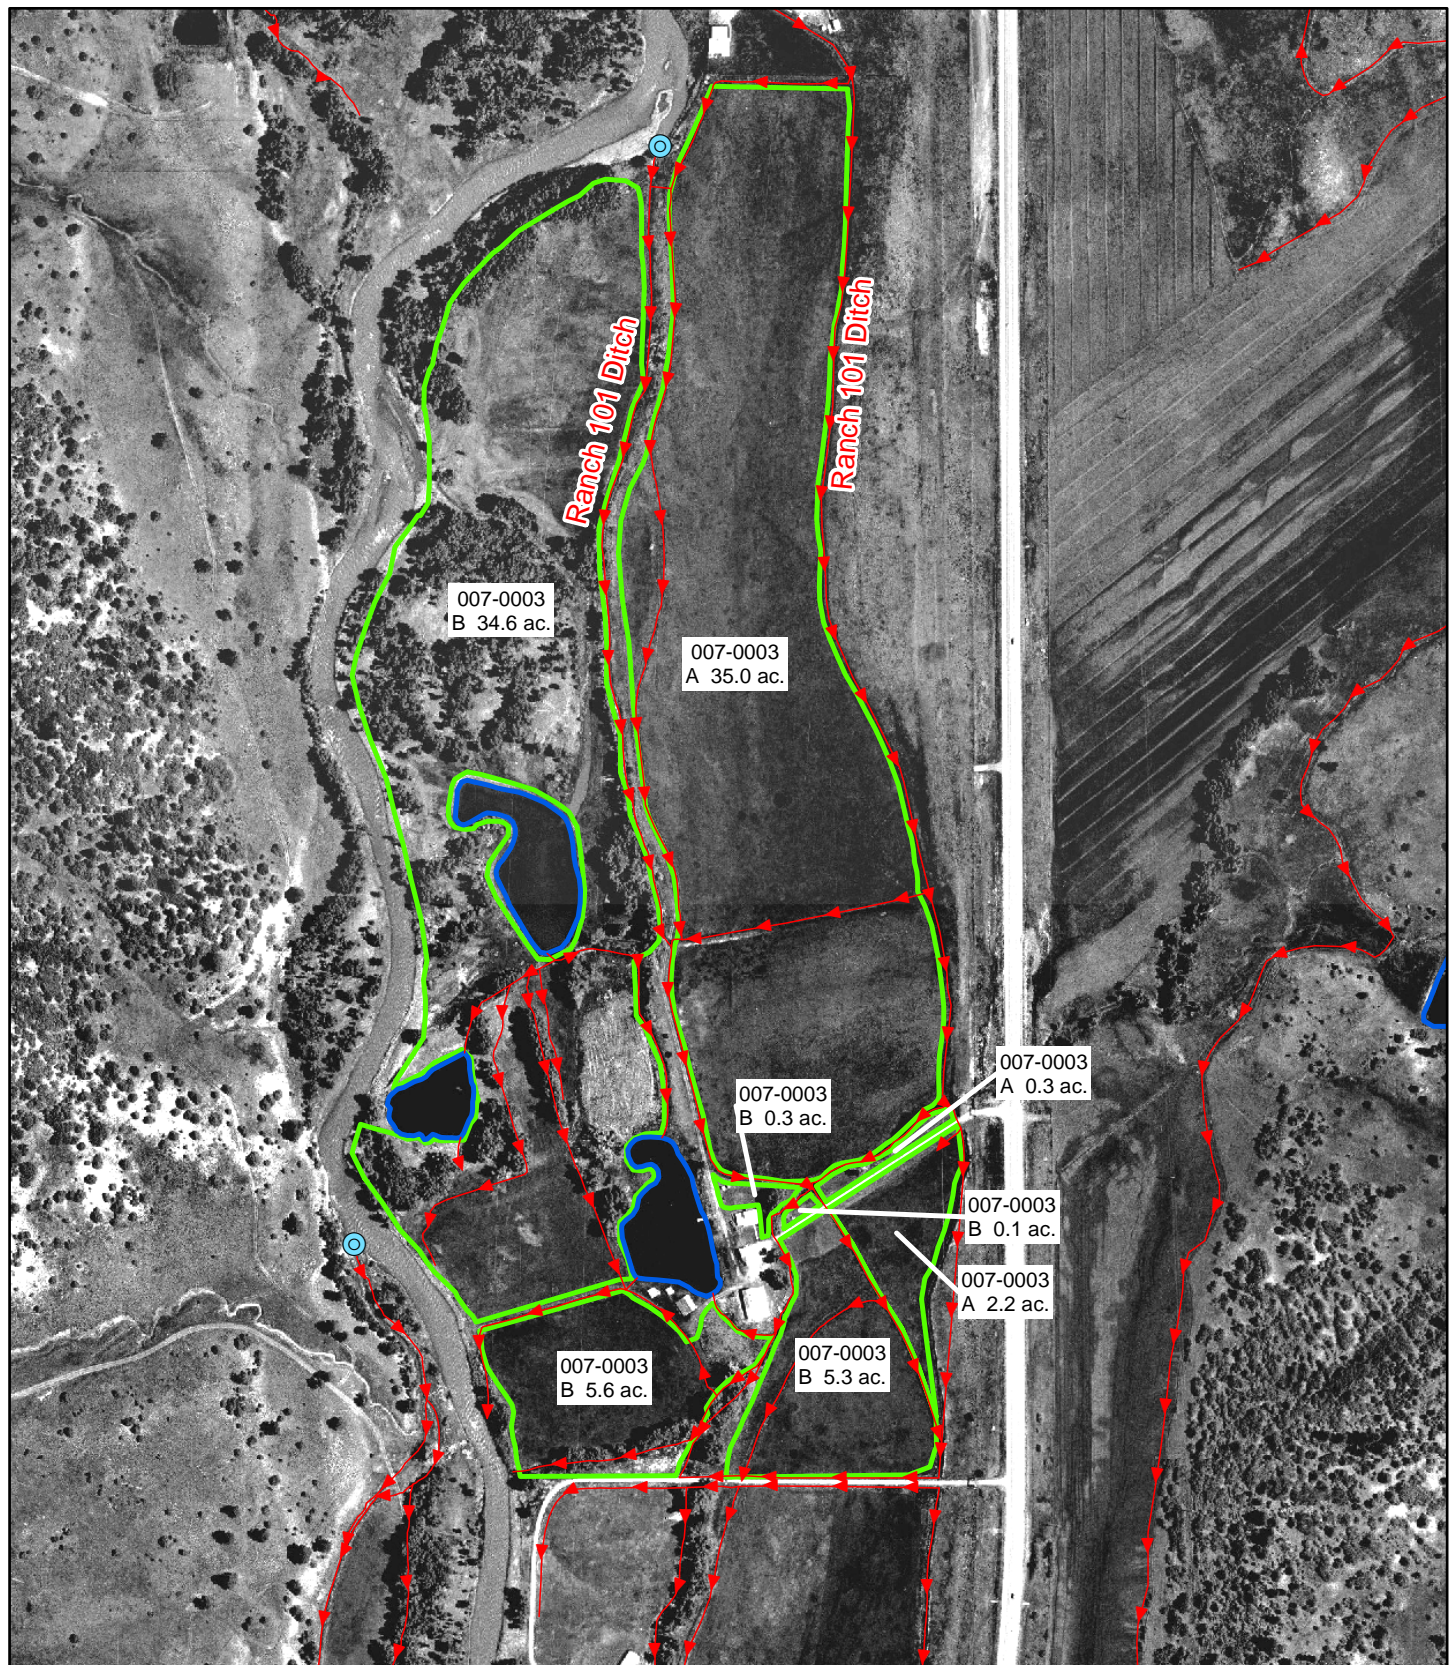 Ranch 101 Ditch
Ranch 101 Ditch
007-0003
B 34.6 ac.
007-0003
A 35.0 ac.
007-0003
A 0.3 ac.
007-0003
B 0.3 ac.
007-0003
B 0.1 ac.
007-0003
A 2.2 ac.
007-0003
B 5.6 ac.
007-0003
B 5.3 ac.